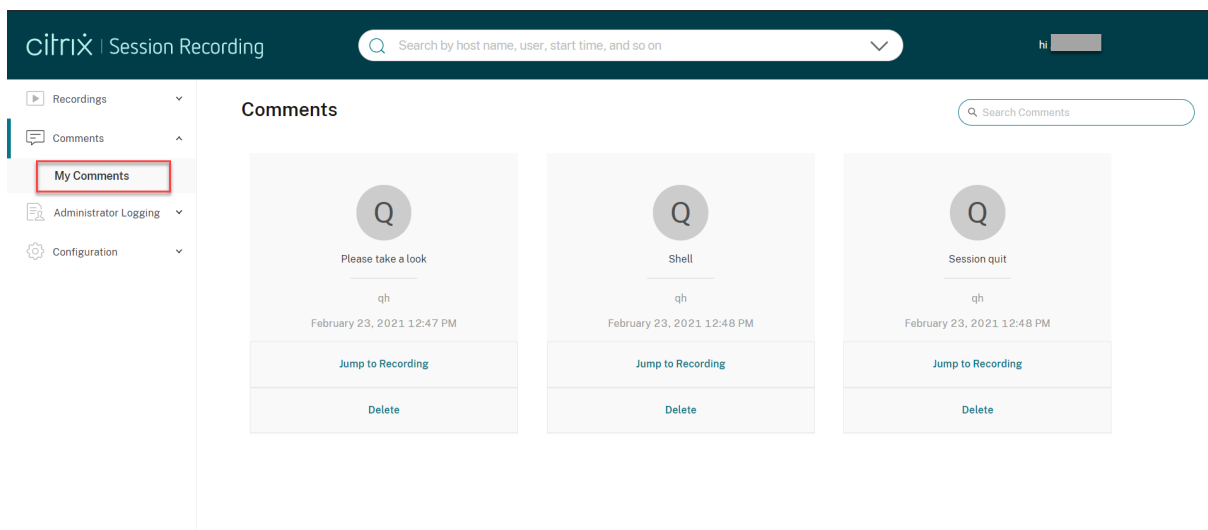 citrix | Session Recording
Search by host name, user, start time, and so on
hi
Recordings
Comments
My Comments
Administrator Logging
Configuration
Comments
Search Comments
Q
Please take a look
qh
February 23, 2021 12:47 PM
Jump to Recording
Delete
Q
Shell
qh
February 23, 2021 12:48 PM
Jump to Recording
Delete
Q
Session quit
qh
February 23, 2021 12:48 PM
Jump to Recording
Delete